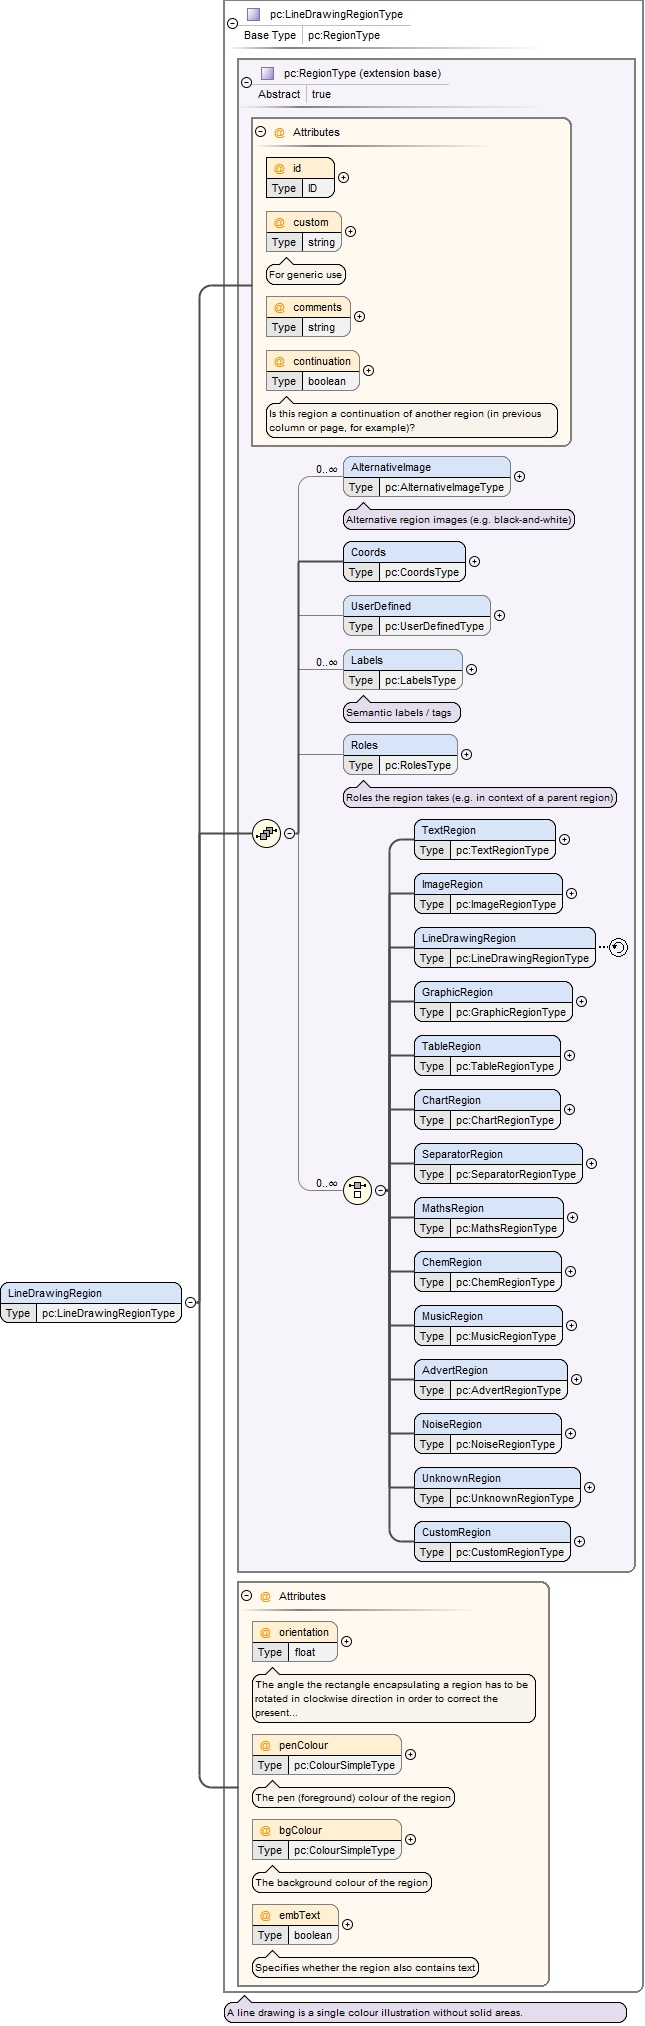 pc:LineDrawingRegionType
Base Type pc:RegionType
pc:RegionType (extension base)
Abstract true
@ Attributes
@ id
Type ID
@ custom
Type string
For generic use
@ comments
Type string
@ continuation
Type boolean
Is this region a continuation of another region (in previous
column or page, for example)?
0..∞
AlternativeImage
Type pc:AlternativeImageType
Alternative region images (e.g. black-and-white)
Coords
Type pc:CoordsType
UserDefined
Type pc:UserDefinedType
0..∞
Labels
Type pc:LabelsType
Semantic labels / tags
Roles
Type pc:RolesType
Roles the region takes (e.g. in context of a parent region)
TextRegion
Type pc:TextRegionType
ImageRegion
Type pc:ImageRegionType
LineDrawingRegion
Type pc:LineDrawingRegionType
GraphicRegion
Type pc:GraphicRegionType
TableRegion
Type pc:TableRegionType
ChartRegion
Type pc:ChartRegionType
SeparatorRegion
Type pc:SeparatorRegionType
0..∞
MathsRegion
Type pc:MathsRegionType
ChemRegion
Type pc:ChemRegionType
LineDrawingRegion
Type pc:LineDrawingRegionType
MusicRegion
Type pc:MusicRegionType
AdvertRegion
Type pc:AdvertRegionType
NoiseRegion
Type pc:NoiseRegionType
UnknownRegion
Type pc:UnknownRegionType
CustomRegion
Type pc:CustomRegionType
@ Attributes
@ orientation
Type float
The angle the rectangle encapsulating a region has to be
rotated in clockwise direction in order to correct the
present...
@ penColour
Type pc:ColourSimpleType
The pen (foreground) colour of the region
@ bgColour
Type pc:ColourSimpleType
The background colour of the region
@ embText
Type boolean
Specifies whether the region also contains text
A line drawing is a single colour illustration without solid areas.